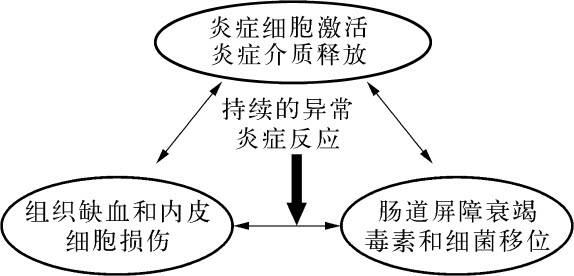 炎症细胞激活
炎症介质释放
持续的异常
炎症反应
组织缺血和内皮
细胞损伤
肠道屏障衰竭
毒素和细菌移位